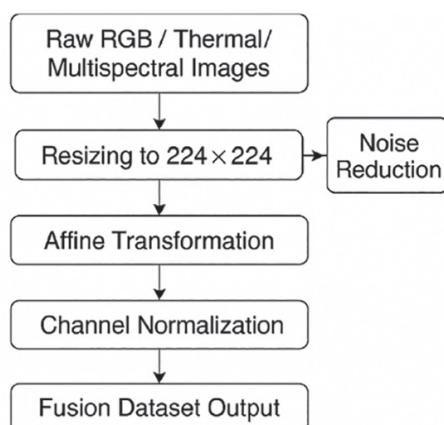 Raw RGB / Thermal/
Multispectral Images
Resizing to 224×224
Noise
Reduction
Affine Transformation
Channel Normalization
Fusion Dataset Output